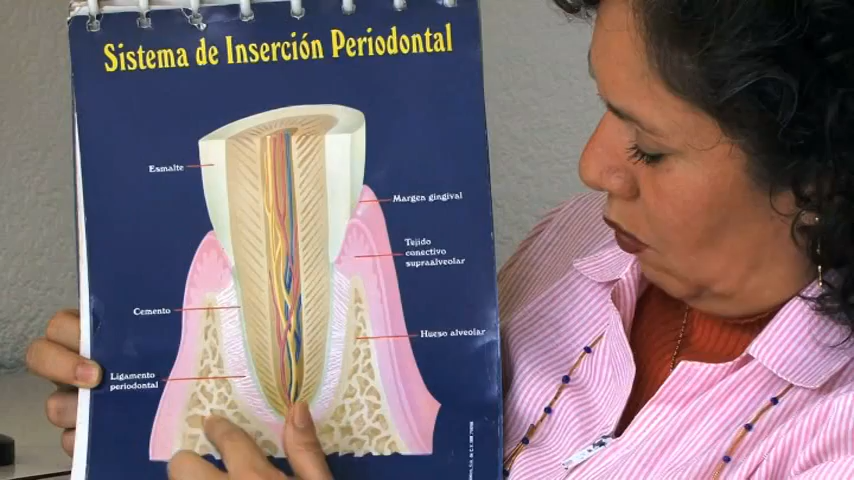 Sistema de Inserción Periodontal
Esmalte
Margen gingival
Tejido
conectivo
supraalveolar
Cemento
Hueso alveolar
Ligamento
periodontal